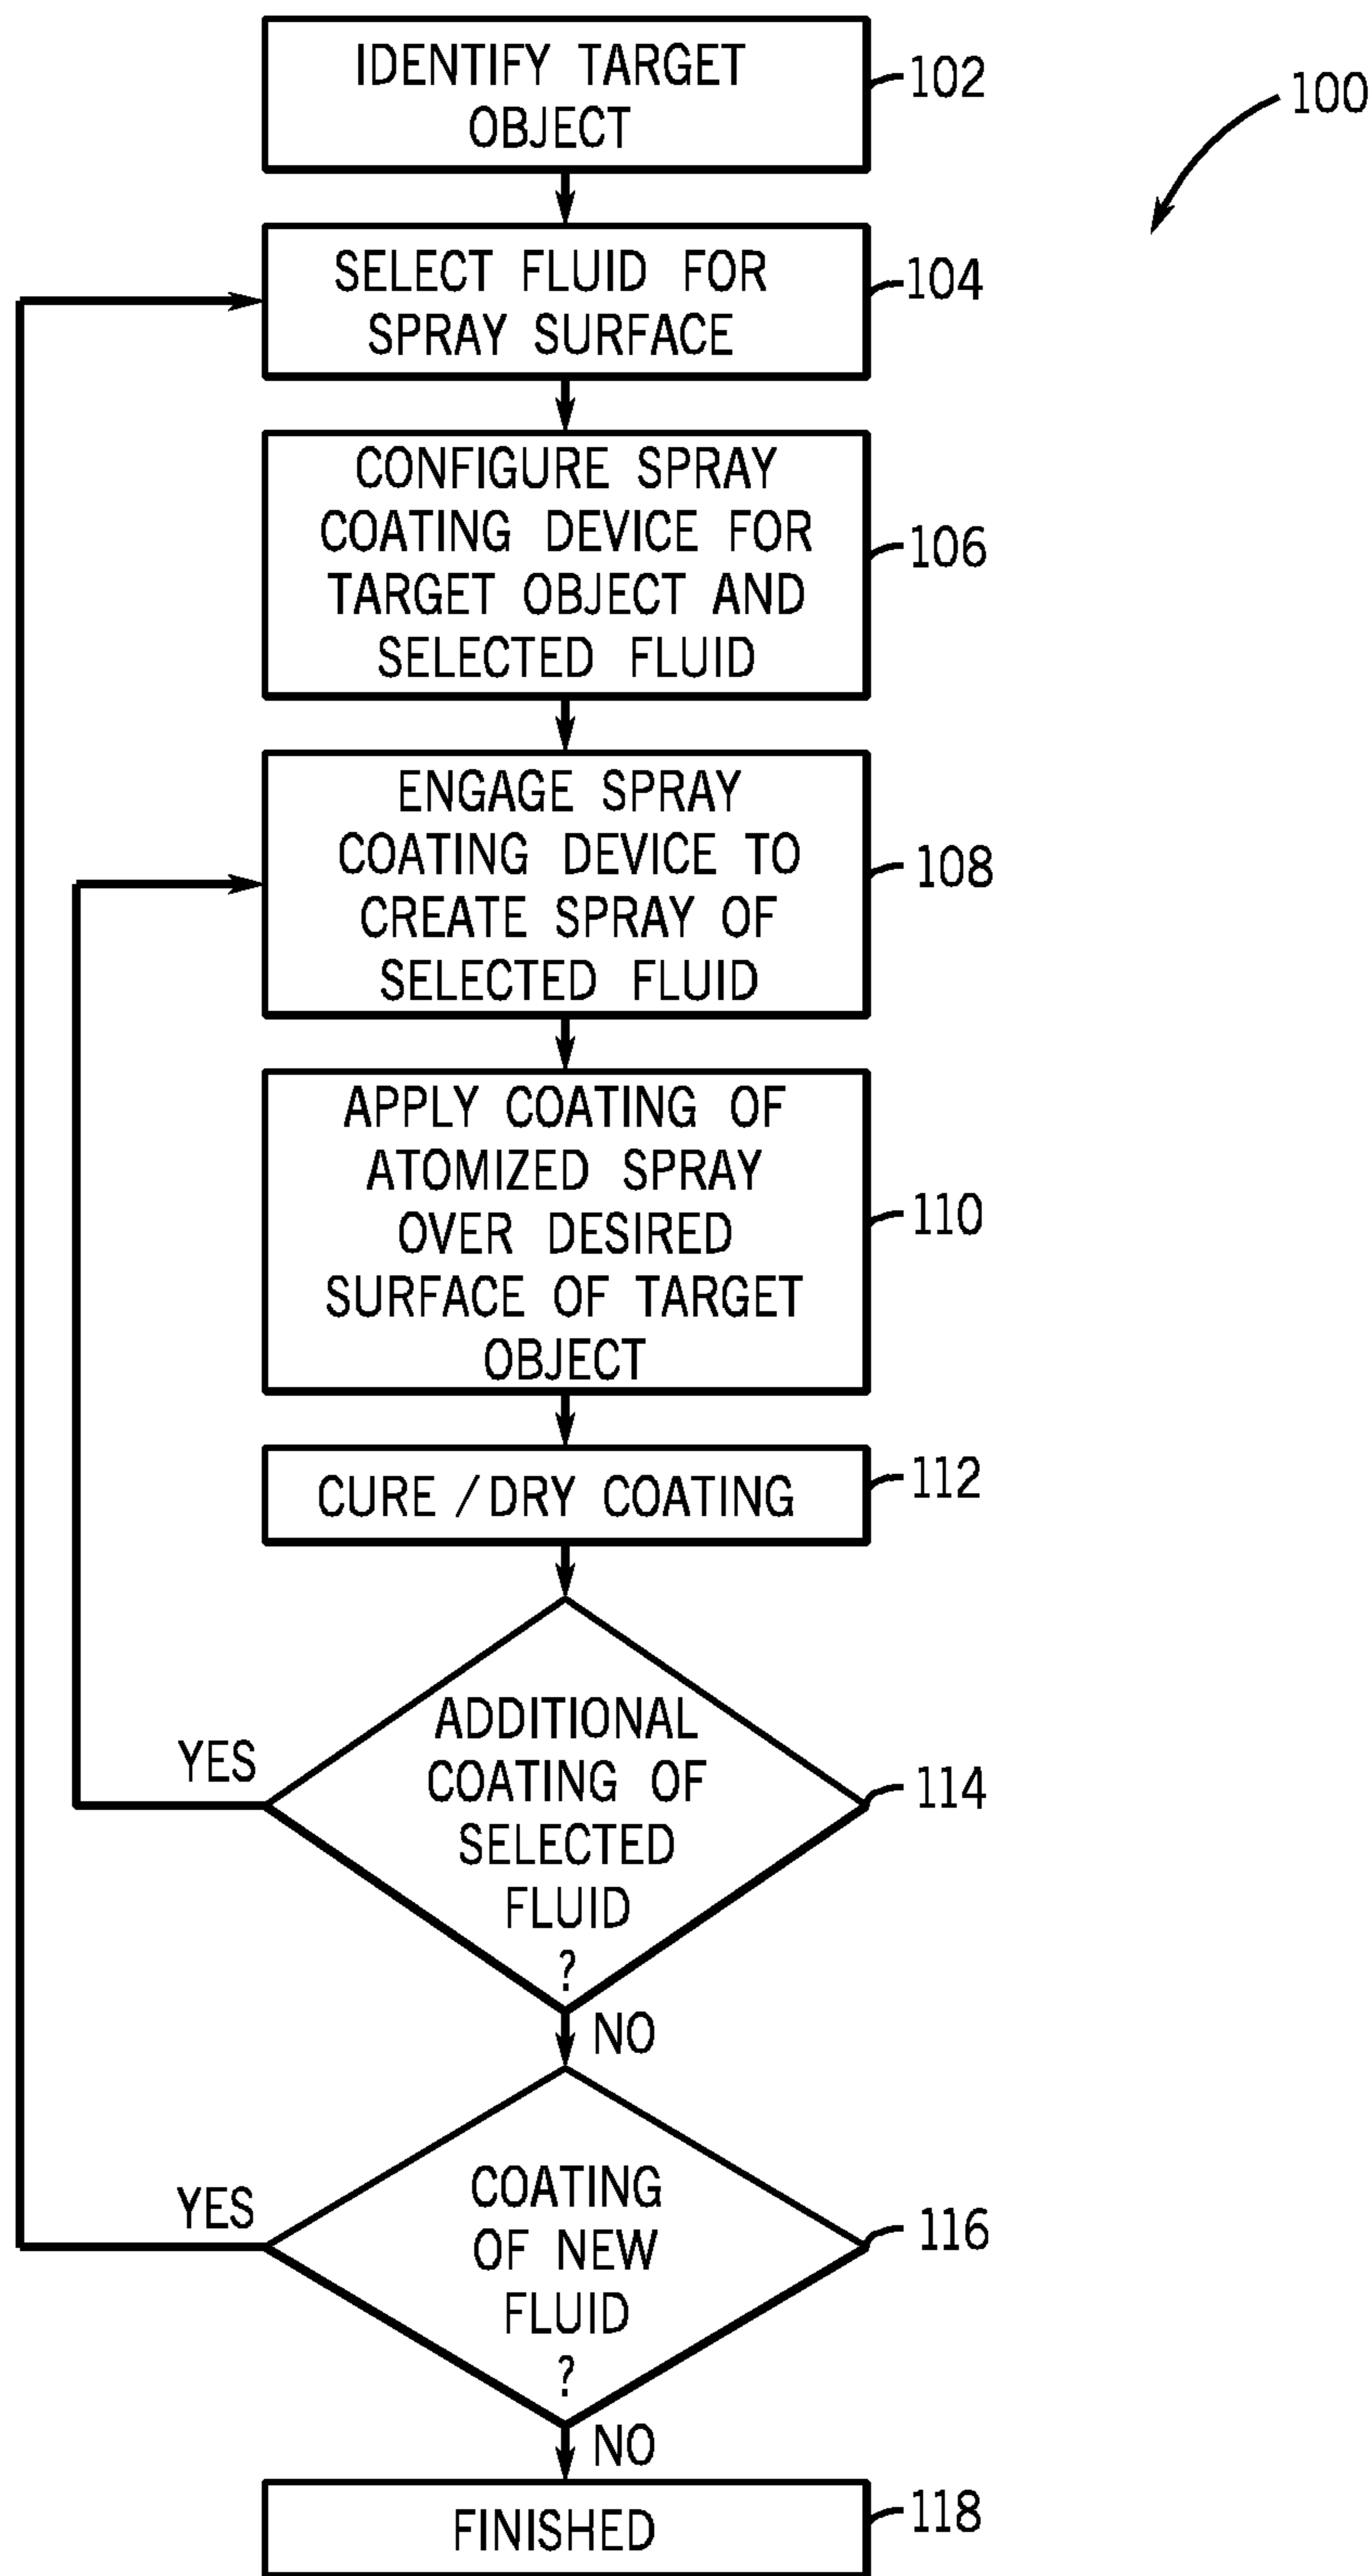 IDENTIFY TARGET
OBJECT
102
100
SELECT FLUID FOR
SPRAY SURFACE
104
CONFIGURE SPRAY
COATING DEVICE FOR
TARGET OBJECT AND
SELECTED FLUID
106
ENGAGE SPRAY
COATING DEVICE TO
CREATE SPRAY OF
SELECTED FLUID
108
APPLY COATING OF
ATOMIZED SPRAY
OVER DESIRED
SURFACE OF TARGET
OBJECT
110
CURE / DRY COATING
112
ADDITIONAL
COATING OF
SELECTED
FLUID
?
YES
114
NO
COATING
OF NEW
FLUID
?
YES
116
NO
FINISHED
118